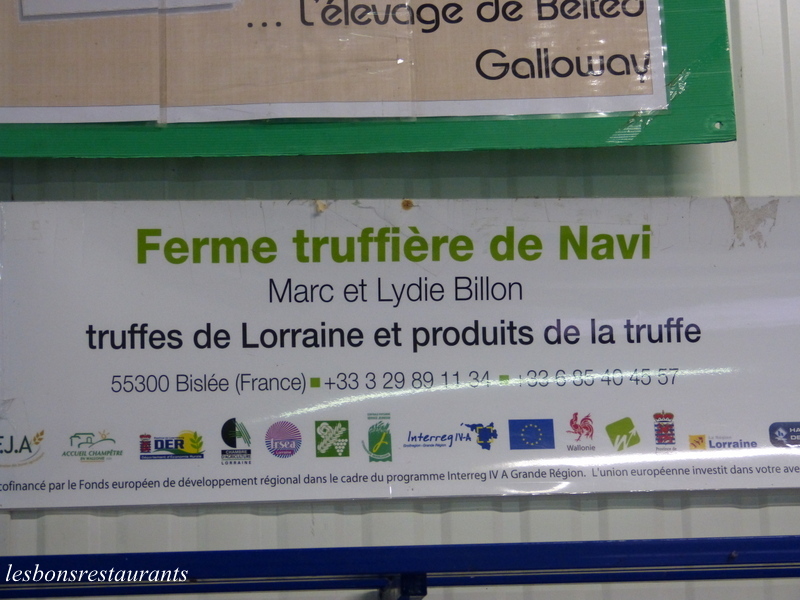 ... L'élevage de Belted
Galloway
Ferme truffière de Navi
Marc et Lydie Billon
truffes de Lorraine et produits de la truffe
55300 Bislée (France) ■ +33 3 29 89 11 34 ■ +33 6 85 40 45 57
E.J.A ACCUEIL CHAMPÊTRE DER LORRAINE Irsea Interreg IV-A Wallonie Lorraine
cofinancé par le Fonds européen de développement régional dans le cadre du programme Interreg IV A Grande Région. L'union européenne investit dans votre ave
lesbonsrestaurants